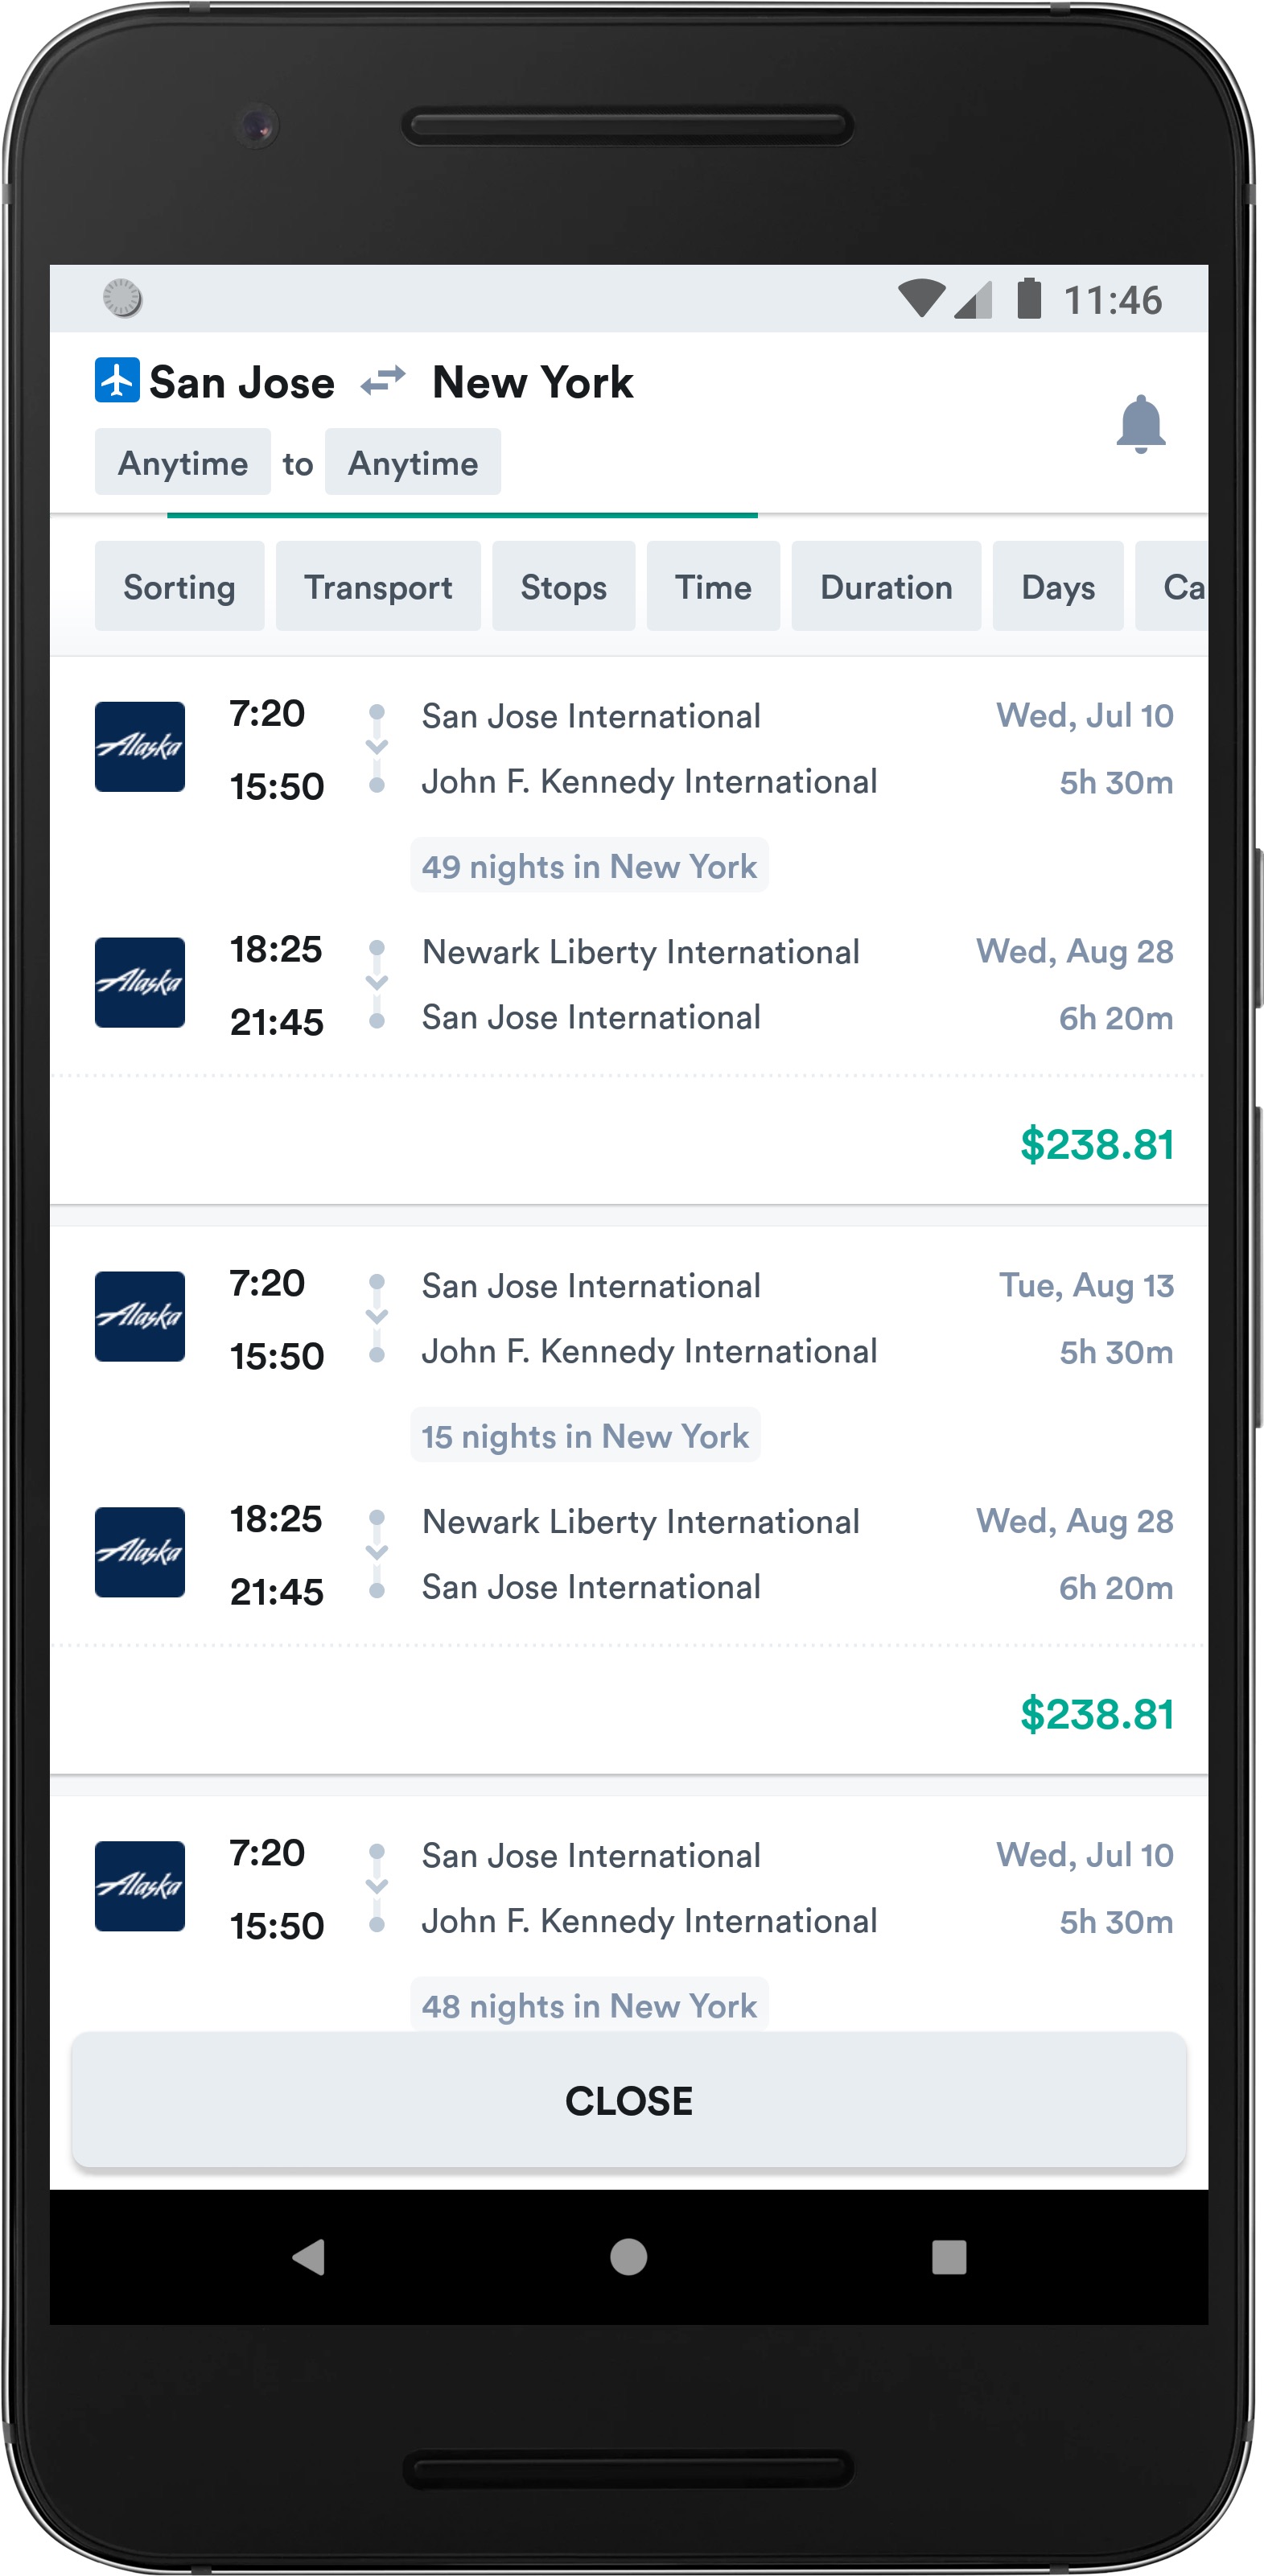 11:46
San Jose New York
Anytime to Anytime
Sorting Transport Stops Time Duration Days Ca
Alaska 7:20 San Jose International Wed, Jul 10
15:50 John F. Kennedy International 5h 30m
49 nights in New York
Alaska 18:25 Newark Liberty International Wed, Aug 28
21:45 San Jose International 6h 20m
$238.81
Alaska 7:20 San Jose International Tue, Aug 13
15:50 John F. Kennedy International 5h 30m
15 nights in New York
Alaska 18:25 Newark Liberty International Wed, Aug 28
21:45 San Jose International 6h 20m
$238.81
Alaska 7:20 San Jose International Wed, Jul 10
15:50 John F. Kennedy International 5h 30m
48 nights in New York
CLOSE